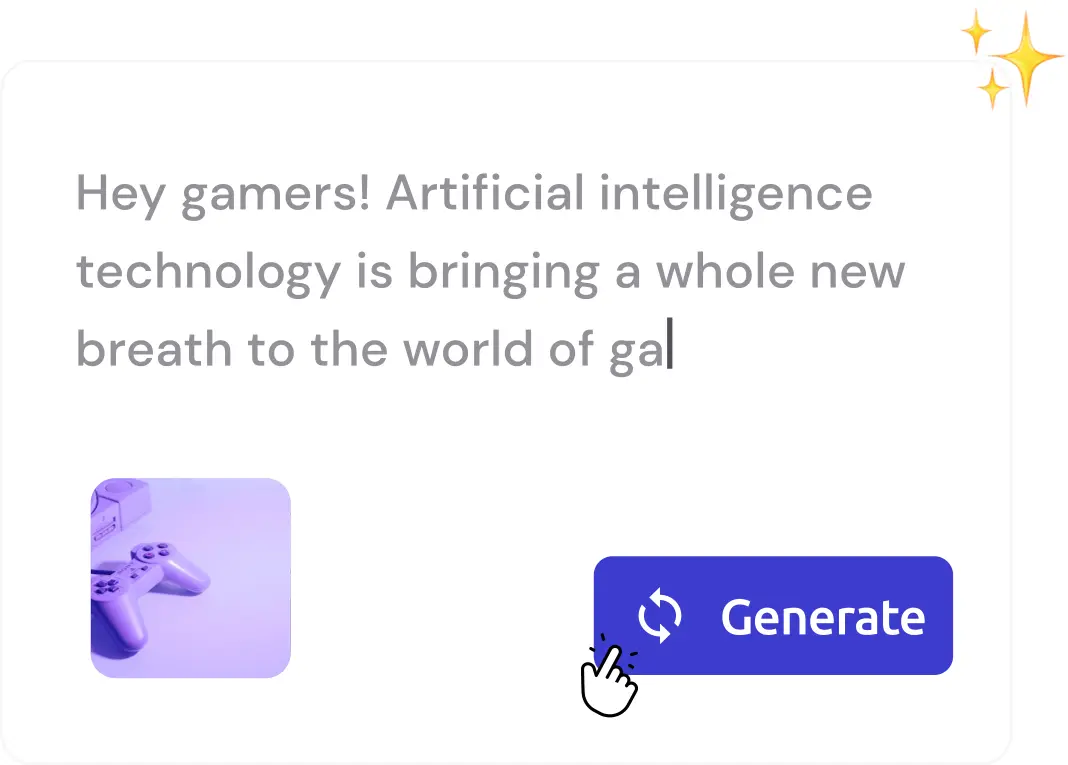 Hey gamers! Artificial intelligence
technology is bringing a whole new
breath to the world of ga
Generate